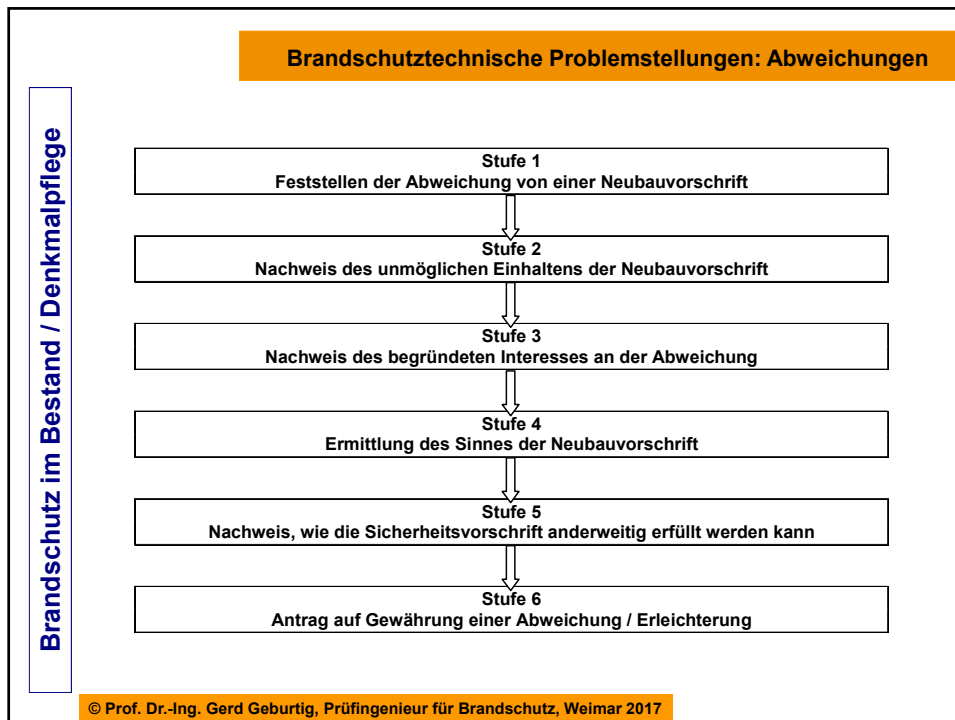 Brandschutztechnische Problemstellungen: Abweichungen
Brandschutz im Bestand / Denkmalpflege
Stufe 1
Feststellen der Abweichung von einer Neubauvorschrift
Stufe 2
Nachweis des unmöglichen Einhaltens der Neubauvorschrift
Stufe 3
Nachweis des begründeten Interesses an der Abweichung
Stufe 4
Ermittlung des Sinnes der Neubauvorschrift
Stufe 5
Nachweis, wie die Sicherheitsvorschrift anderweitig erfüllt werden kann
Stufe 6
Antrag auf Gewährung einer Abweichung / Erleichterung
© Prof. Dr.-Ing. Gerd Geburtig, Prüfingenieur für Brandschutz, Weimar 2017